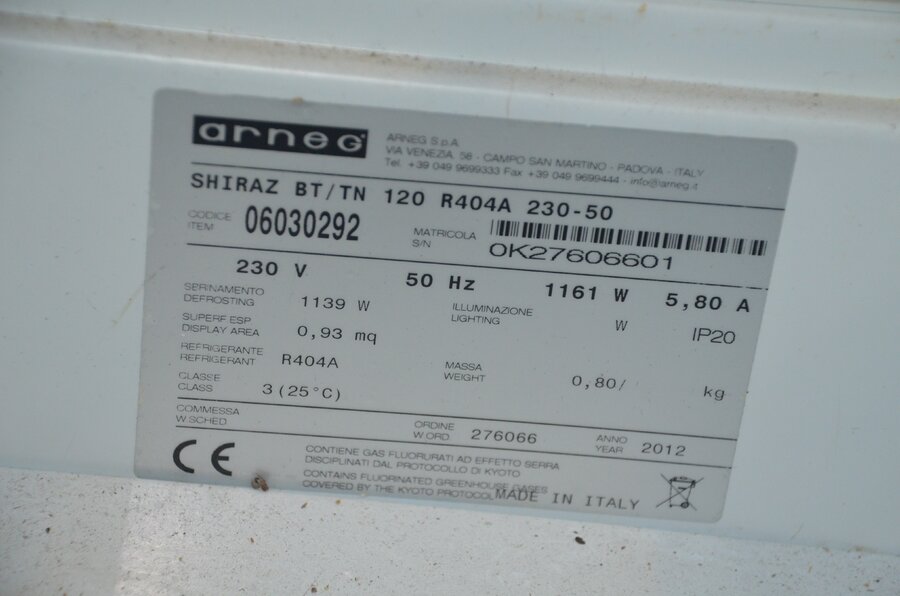 arneg
ARNEG S.p.A.
VIA VENEZIA, 58 - CAMPO SAN MARTINO - PADOVA - ITALY
Tel. +39 049 9699333 Fax +39 049 9699444 - info@arneg.it
SHIRAZ BT/TN 120 R404A 230-50
CODICE
ITEM
06030292
MATRICOLA
S/N
0K27606601
230 V 50 Hz 1161 W 5,80 A
SBRINAMENTO
DEFROSTING
1139 W
ILLUMINAZIONE
LIGHTING
W
IP20
SUPERF.ESP.
DISPLAY AREA
0,93 mq
REFRIGERANTE
REFRIGERANT
R404A
MASSA
WEIGHT
0,80/ kg
CLASSE
CLASS
3(25°C)
COMMESSA
W.SCHED.
ORDINE
W.ORD.
276066
ANNO
YEAR
2012
CE
CONTIENE GAS FLUORURATI AD EFFETTO SERRA
DISCIPLINATI DAL PROTOCOLLO DI KYOTO
CONTAINS FLUORINATED GREENHOUSE GASES
COVERED BY THE KYOTO PROTOCOL
MADE IN ITALY